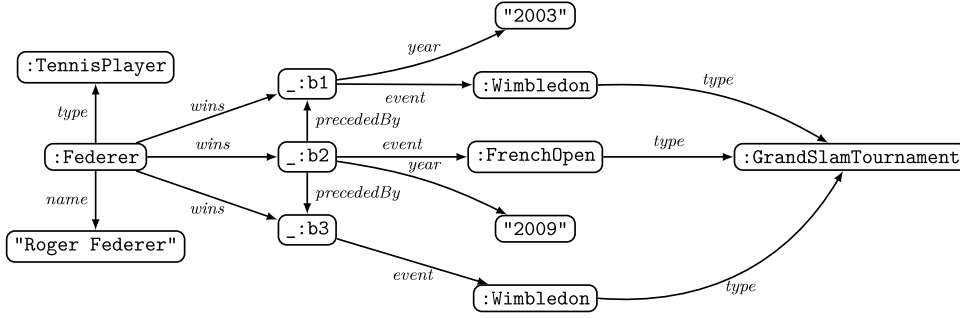 "2003"
year
:TennisPlayer
_:b1
:Wimbledon
type
wins
event
type
precededBy
:Federer
wins
_:b2
event
:FrenchOpen
type
:GrandSlamTournament
year
name
wins
precededBy
_:b3
"2009"
"Roger Federer"
event
:Wimbledon
type